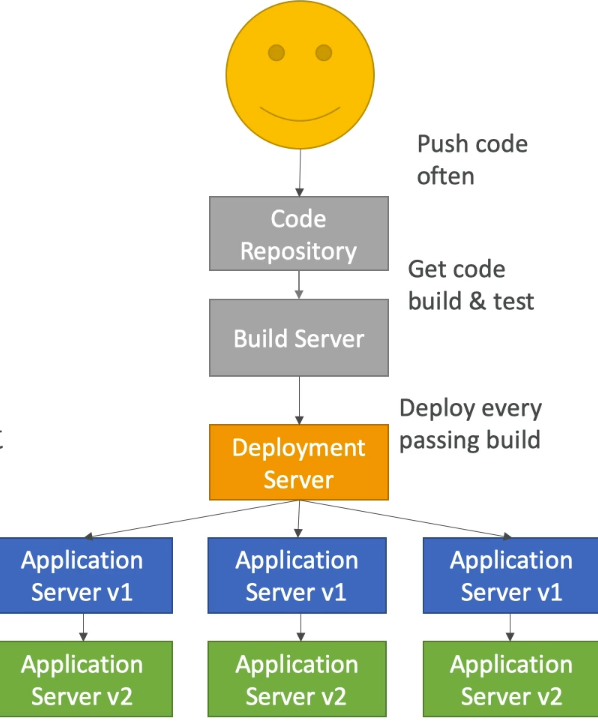 Push code
often
Code
Repository
Get code
build & test
Build Server
Deploy every
passing build
Deployment
Server
Application
Server v1
Application
Server v1
Application
Server v1
Application
Server v2
Application
Server v2
Application
Server v2